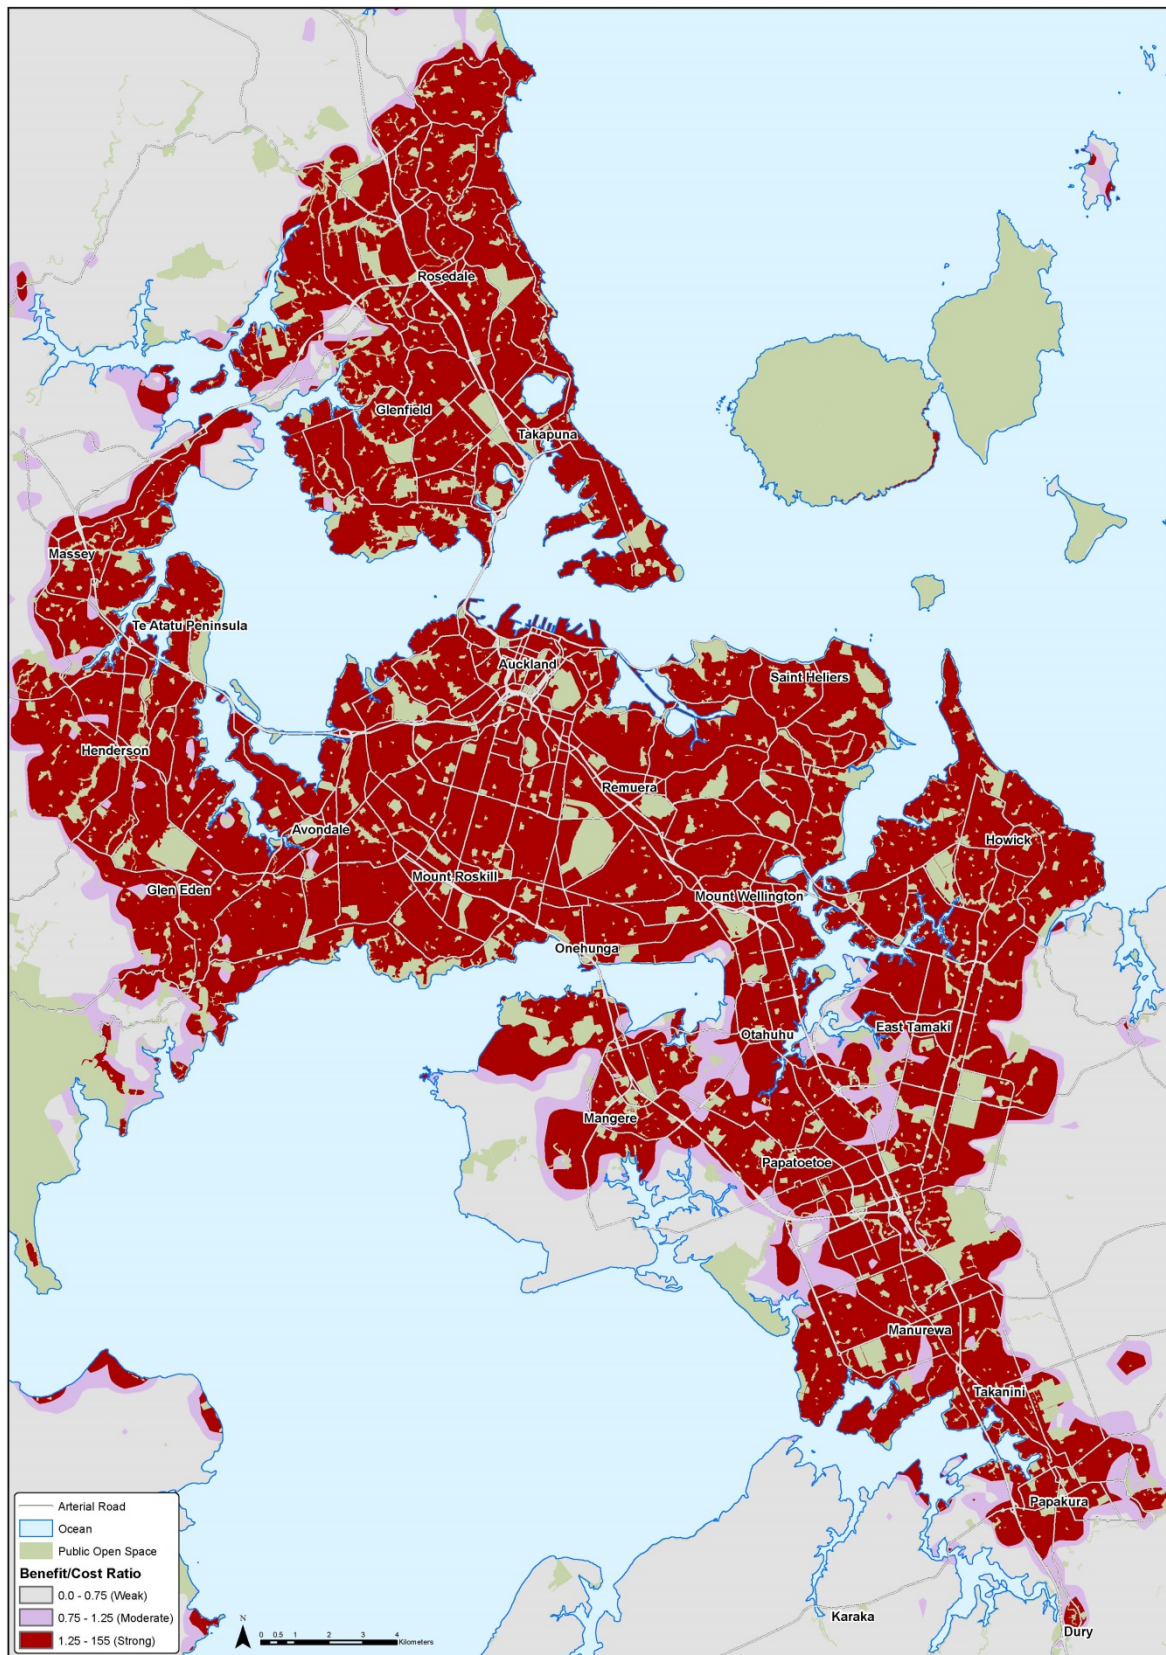 Rosedale
Glenfield
Takapuna
Massey
Te Atatu Peninsula
Auckland
Saint Heliers
Henderson
Remuera
Avondale
Howick
Mount Roskill
Glen Eden
Mount Wellington
Onehunga
East Tamaki
Otahuhu
Mangere
Papatoetoe
Manurewa
Takanini
Papakura
Karaka
Dury
Arterial Road
Ocean
Public Open Space
Benefit/Cost Ratio
0.0 - 0.75 (Weak)
0.75 - 1.25 (Moderate)
1.25 - 155 (Strong)
N
0 0.5 1 2 3 4
Kilometers